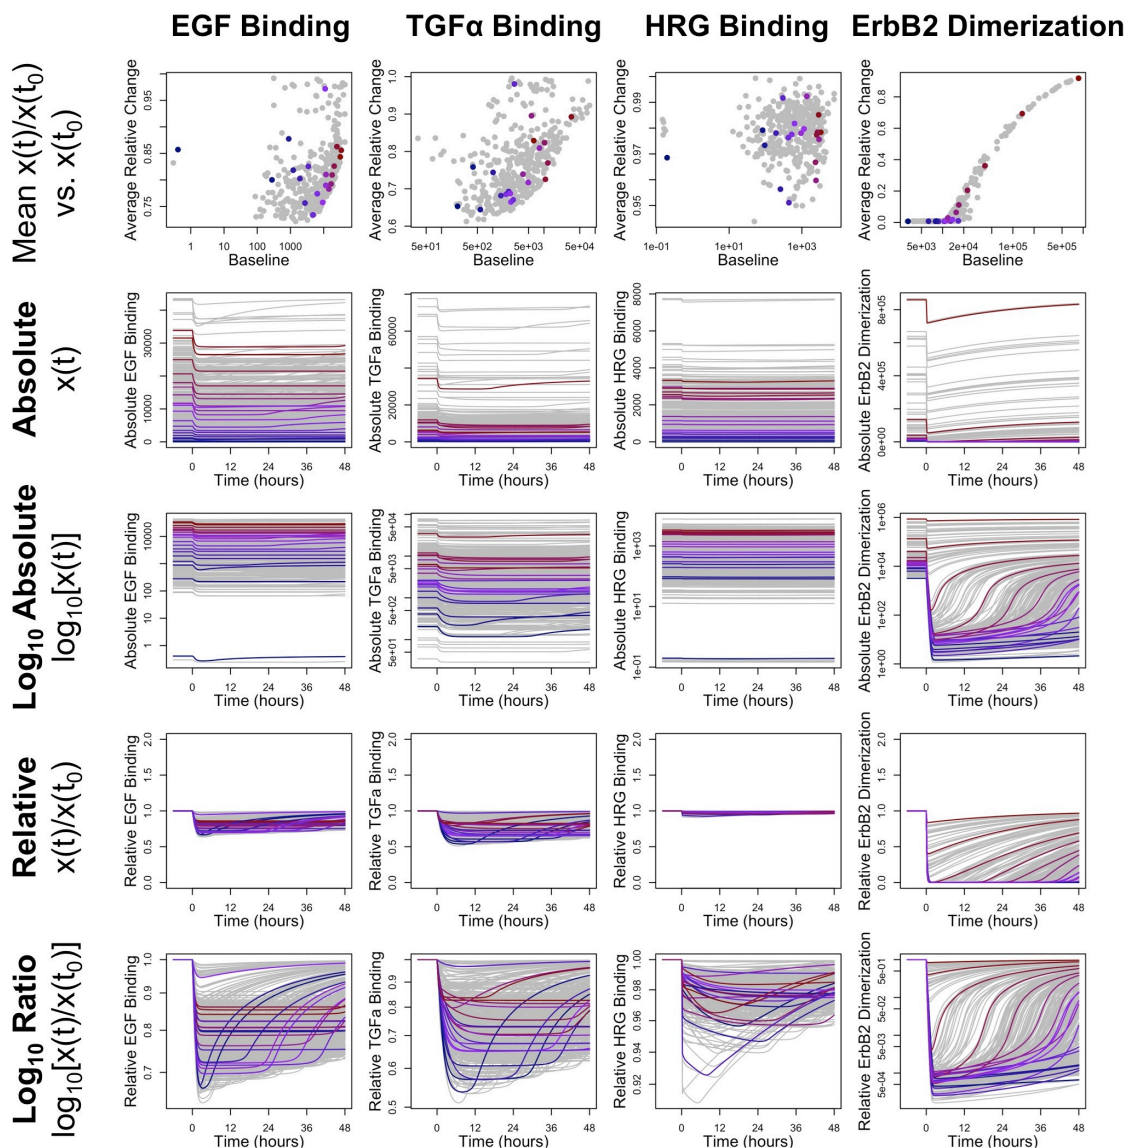 EGF Binding TGFα Binding HRG Binding ErbB2 Dimerization
Mean x(t)/x(t0)
vs. x(t0)
Average Relative Change
0.75 0.85 0.95
1 10 100 1000
Baseline
Average Relative Change
0.6 0.7 0.8 0.9 1.0
5e+01 5e+02 5e+03 5e+04
Baseline
Average Relative Change
0.95 0.97 0.99
1e-01 1e+01 1e+03
Baseline
Average Relative Change
0.0 0.2 0.4 0.6 0.8
5e+03 2e+04 1e+05 5e+05
Baseline
Absolute
x(t)
Absolute EGF Binding
0 10000 30000
0 12 24 36 48
Time (hours)
Absolute TGFa Binding
0 20000 60000
0 12 24 36 48
Time (hours)
Absolute HRG Binding
0 2000 4000 6000 8000
0 12 24 36 48
Time (hours)
Absolute ErbB2 Dimerization
0e+00 4e+05 8e+05
0 12 24 36 48
Time (hours)
Log10 Absolute
log10[x(t)]
Absolute EGF Binding
1 10 100 10000
0 12 24 36 48
Time (hours)
Absolute TGFa Binding
5e+01 5e+02 5e+03 5e+04
0 12 24 36 48
Time (hours)
Absolute HRG Binding
1e-01 1e+01 1e+03
0 12 24 36 48
Time (hours)
Absolute ErbB2 Dimerization
1e+00 1e+02 1e+04 1e+06
0 12 24 36 48
Time (hours)
Relative
x(t)/x(t0)
Relative EGF Binding
0.0 0.5 1.0 1.5 2.0
0 12 24 36 48
Time (hours)
Relative TGFa Binding
0.0 0.5 1.0 1.5 2.0
0 12 24 36 48
Time (hours)
Relative HRG Binding
0.0 0.5 1.0 1.5 2.0
0 12 24 36 48
Time (hours)
Relative ErbB2 Dimerization
0.0 0.5 1.0 1.5 2.0
0 12 24 36 48
Time (hours)
Log10 Ratio
log10[x(t)/x(t0)]
Relative EGF Binding
0.7 0.8 0.9 1.0
0 12 24 36 48
Time (hours)
Relative TGFa Binding
0.5 0.6 0.7 0.8 0.9
0 12 24 36 48
Time (hours)
Relative HRG Binding
0.92 0.94 0.96 0.98 1.00
0 12 24 36 48
Time (hours)
Relative ErbB2 Dimerization
5e-04 5e-03 5e-02 5e-01
0 12 24 36 48
Time (hours)